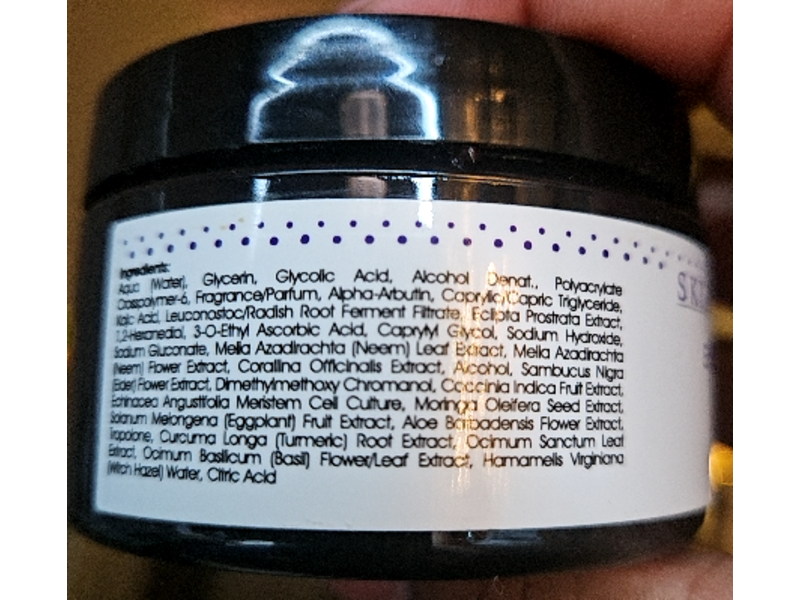 Ingredients:
Aqua (Water), Glycerin, Glycolic Acid, Alcohol Denat., Polyacrylate
Crosspolymer-6, Fragrance/Parfum, Alpha-Arbutin, Caprylic/Capric Triglyceride,
Kojic Acid, Leuconostoc/Radish Root Ferment Filtrate, Eclipta Prostrata Extract,
1,2-Hexanediol, 3-O-Ethyl Ascorbic Acid, Caprylyl Glycol, Sodium Hydroxide,
Sodium Gluconate, Melia Azadirachta (Neem) Leaf Extract, Melia Azadirachta
(Neem) Flower Extract, Corallina Officinalis Extract, Alcohol, Sambucus Nigra
(Elder) Flower Extract, Dimethylmethoxy Chromanol, Coccinia Indica Fruit Extract,
Echinacea Angustifolia Meristem Cell Culture, Moringa Oleifera Seed Extract,
Solanum Melongena (Eggplant) Fruit Extract, Aloe Barbadensis Flower Extract,
Tropolone, Curcuma Longa (Turmeric) Root Extract, Ocimum Sanctum Leaf
Extract, Ocimum Basilicum (Basil) Flower/Leaf Extract, Hamamelis Virginiana
(Witch Hazel) Water, Citric Acid